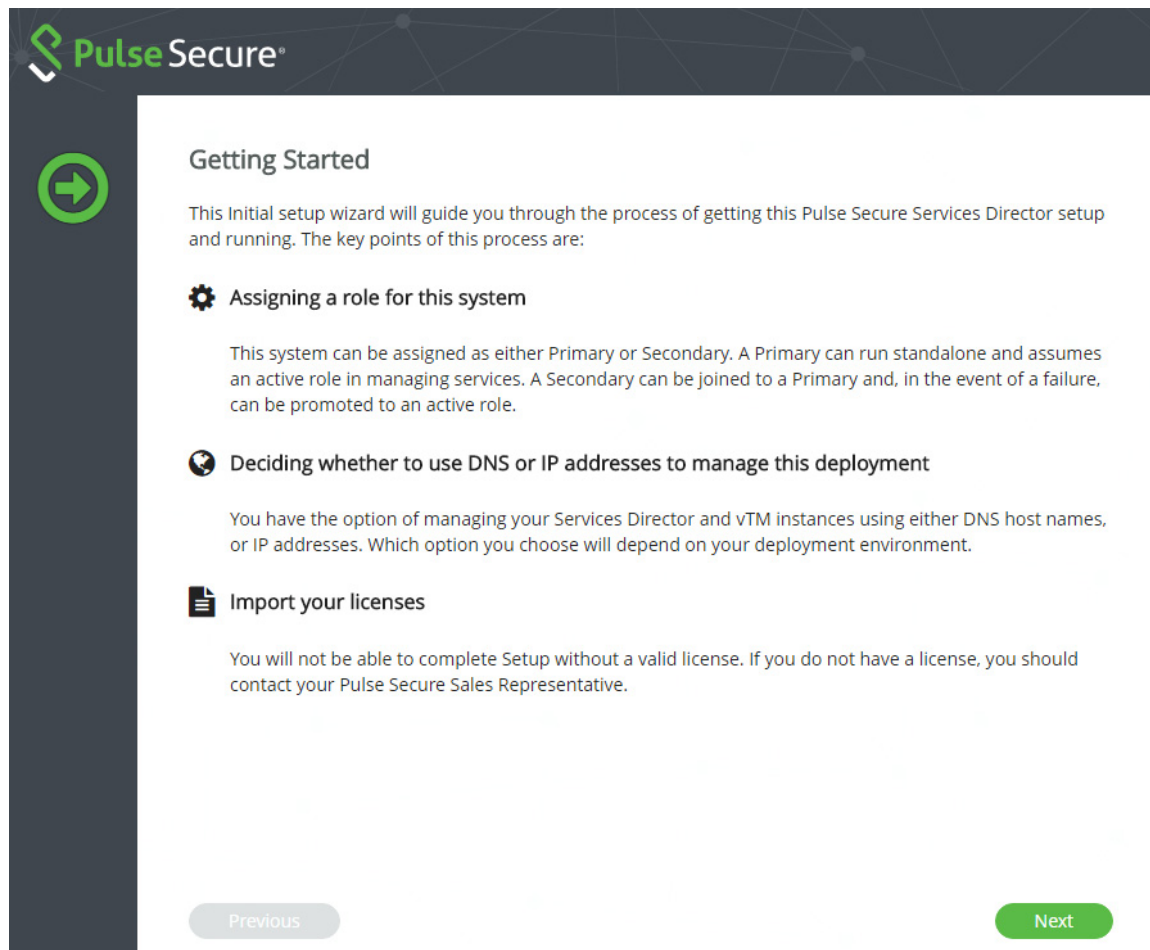 Pulse Secure®
Getting Started
This Initial setup wizard will guide you through the process of getting this Pulse Secure Services Director setup
and running. The key points of this process are:
Assigning a role for this system
This system can be assigned as either Primary or Secondary. A Primary can run standalone and assumes
an active role in managing services. A Secondary can be joined to a Primary and, in the event of a failure,
can be promoted to an active role.
Deciding whether to use DNS or IP addresses to manage this deployment
You have the option of managing your Services Director and vTM instances using either DNS host names,
or IP addresses. Which option you choose will depend on your deployment environment.
Import your licenses
You will not be able to complete Setup without a valid license. If you do not have a license, you should
contact your Pulse Secure Sales Representative.
Previous
Next